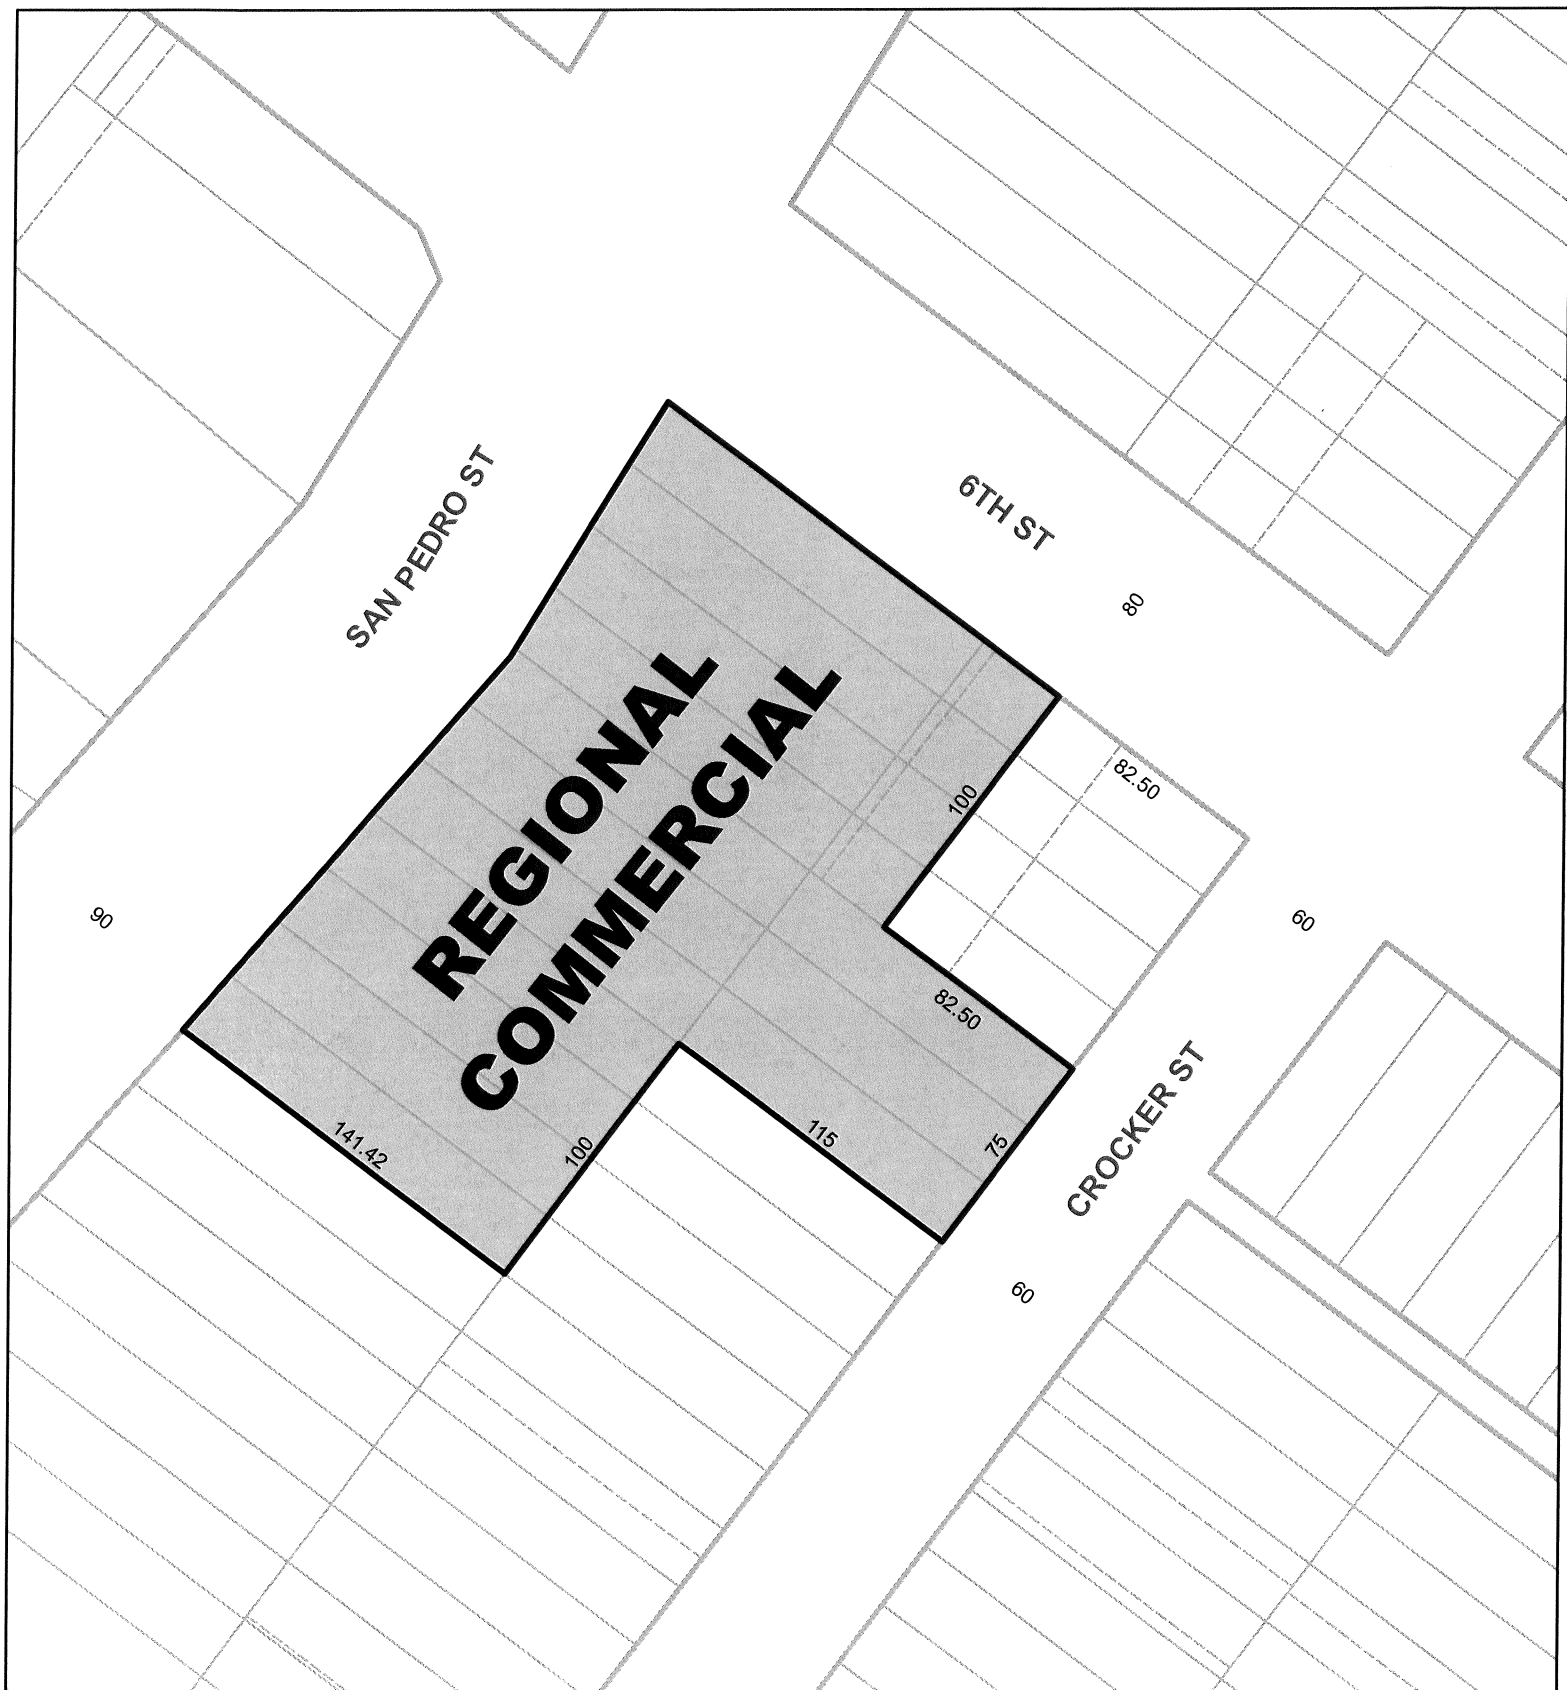 SAN PEDRO ST
6TH ST
80
REGIONAL
COMMERCIAL
100
82.50
90
60
82.50
CROCKER ST
115
75
141.42
100
60